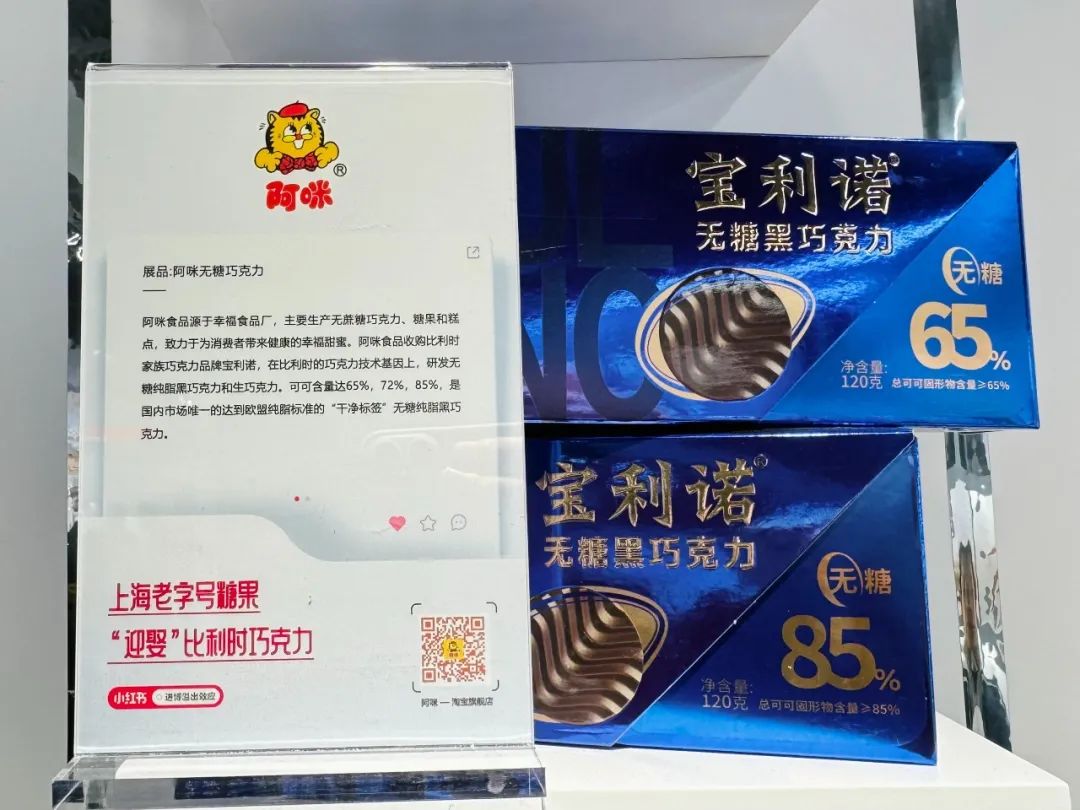 阿咪
®
展品:阿咪无糖巧克力
阿咪食品源于幸福食品厂，主要生产无蔗糖巧克力、糖果和糕
点，致力于为消费者带来健康的幸福甜蜜。阿咪食品收购比利时
家族巧克力品牌宝利诺，在比利时的巧克力技术基因上，研发无
糖纯脂黑巧克力和生巧克力。可可含量达65%，72%，85%，是
国内市场唯一的达到欧盟纯脂标准的“干净标签”无糖纯脂黑巧
克力。
上海老字号糖果
“迎娶”比利时巧克力
小红书 进博溢出效应
阿咪 — 淘宝旗舰店
宝利诺
无糖黑巧克力
无糖
65%
净含量:
120克
总可可固形物含量≥65%
宝利诺®
无糖黑巧克力
无糖
85%
净含量:
120克
总可可固形物含量≥85%